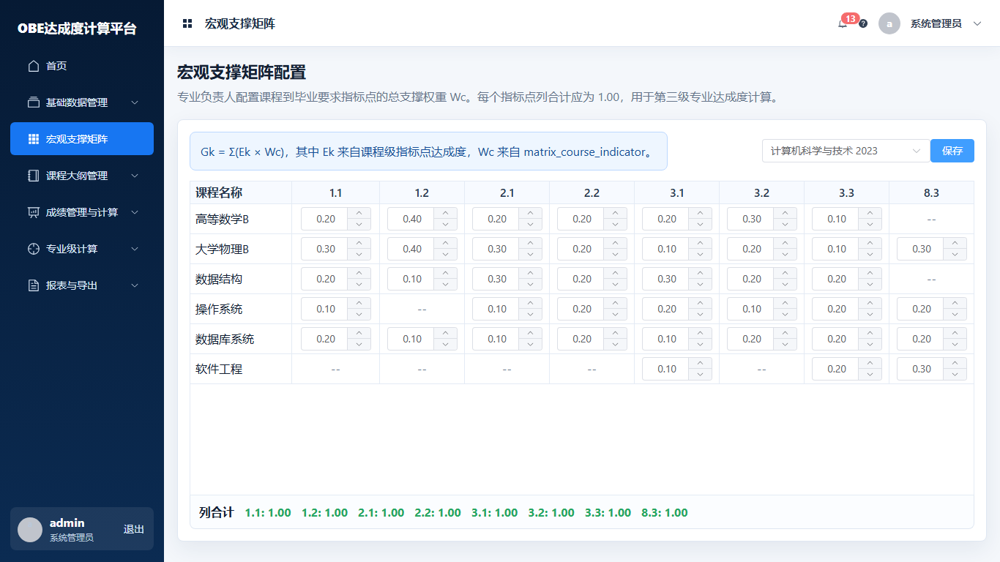 OBE达成度计算平台
首页
基础数据管理
宏观支撑矩阵
课程大纲管理
成绩管理与计算
专业级计算
报表与导出
admin
系统管理员
退出
宏观支撑矩阵
13
?
a
系统管理员
宏观支撑矩阵配置
专业负责人配置课程到毕业要求指标点的总支撑权重 Wc。每个指标点列合计应为 1.00，用于第三级专业达成度计算。
Gk = Σ(Ek × Wc)，其中 Ek 来自课程级指标点达成度，Wc 来自 matrix_course_indicator。
计算机科学与技术 2023
保存
课程名称 1.1 1.2 2.1 2.2 3.1 3.2 3.3 8.3
高等数学B 0.20 0.40 0.20 0.20 0.20 0.30 0.10 --
大学物理B 0.30 0.40 0.30 0.20 0.10 0.20 0.10 0.30
数据结构 0.20 0.10 0.30 0.20 0.30 0.20 0.20 --
操作系统 0.10 -- 0.10 0.20 0.20 0.10 0.20 0.20
数据库系统 0.20 0.10 0.10 0.20 0.10 0.20 0.20 0.20
软件工程 -- -- -- -- 0.10 -- 0.20 0.30
列合计 1.1: 1.00 1.2: 1.00 2.1: 1.00 2.2: 1.00 3.1: 1.00 3.2: 1.00 3.3: 1.00 8.3: 1.00